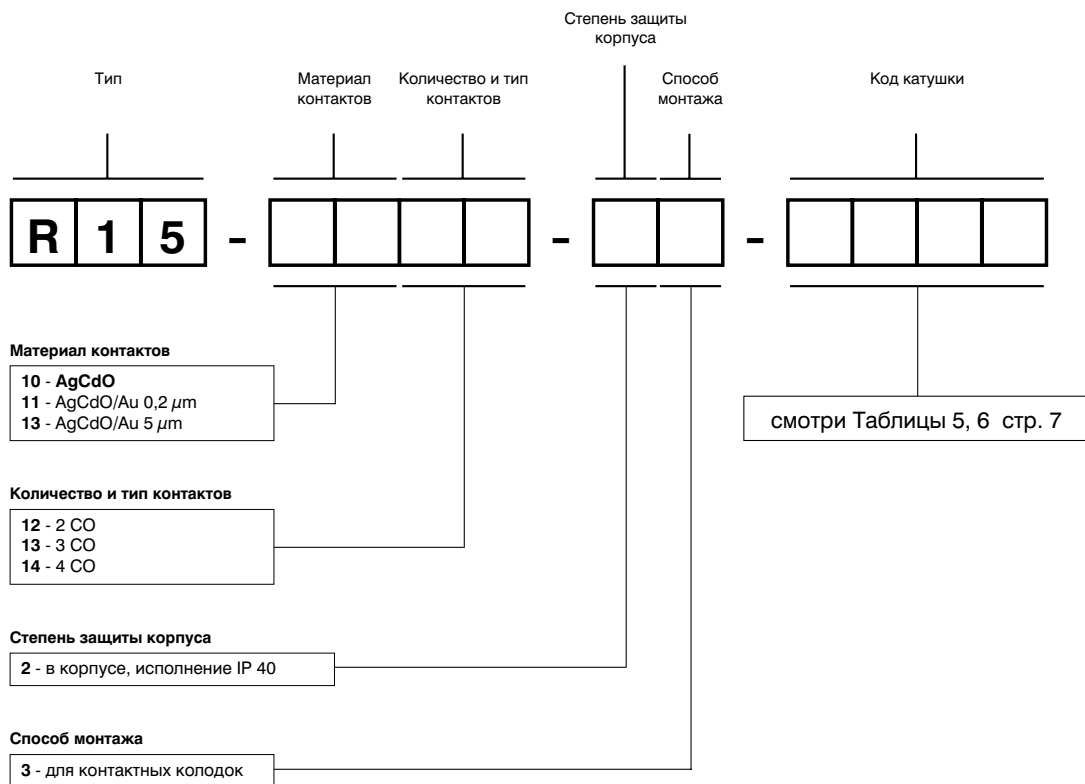 Степень защиты
корпуса
Тип
Материал
контактов
Количество и тип
контактов
Способ
монтажа
Код катушки
R 1 5 - - -
Материал контактов
10 - AgCdO
11 - AgCdO/Au 0,2 µm
13 - AgCdO/Au 5 µm
смотри Таблицы 5, 6 стр. 7
Количество и тип контактов
12 - 2 CO
13 - 3 CO
14 - 4 CO
Степень защиты корпуса
2 - в корпусе, исполнение IP 40
Способ монтажа
3 - для контактных колодок